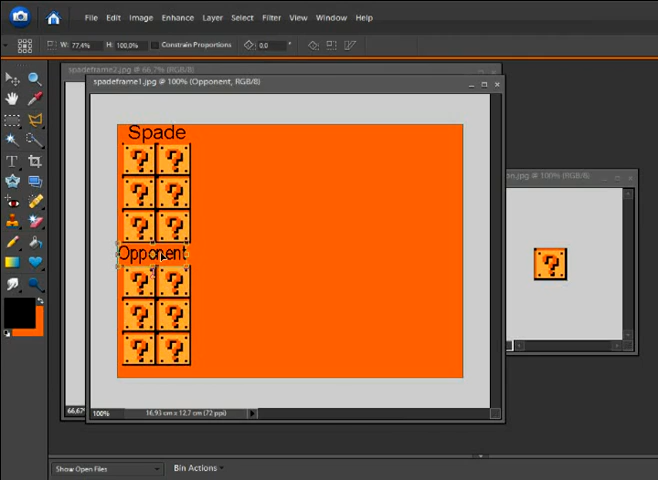 File Edit Image Enhance Layer Select Filter View Window Help
W: 77,4% H: 100,0% Constrain Proportions 0,0 °
spadeframe2.jpg @ 66,7% (RGB/8)
spadeframe1.jpg @ 100% (Opponent, RGB/8)
.jpg @ 100% (RGB/8)
Spade
? ?
? ?
? ?
Opponent
? ?
? ?
? ?
?
T
66,67
100% 16,93 cm x 12,7 cm (72 ppi)
Show Open Files Bin Actions